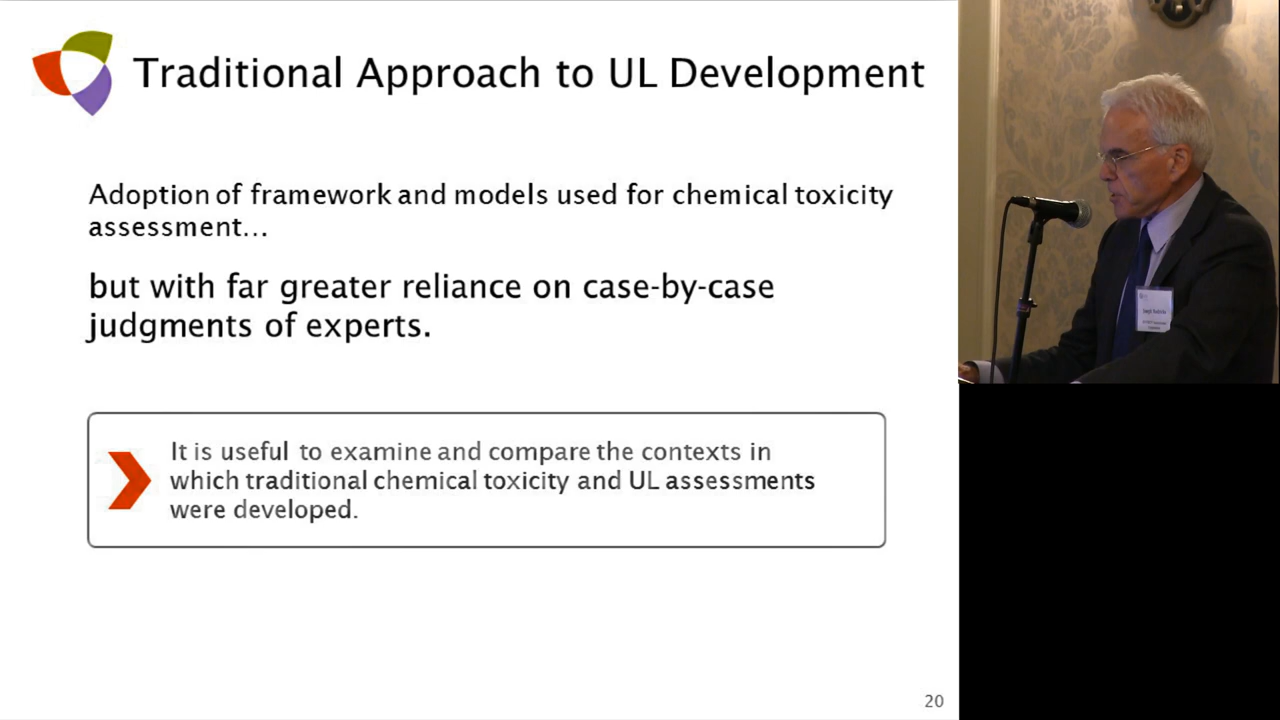 Traditional Approach to UL Development
Adoption of framework and models used for chemical toxicity
assessment...
but with far greater reliance on case-by-case
judgments of experts.
It is useful to examine and compare the contexts in
which traditional chemical toxicity and UL assessments
were developed.
20